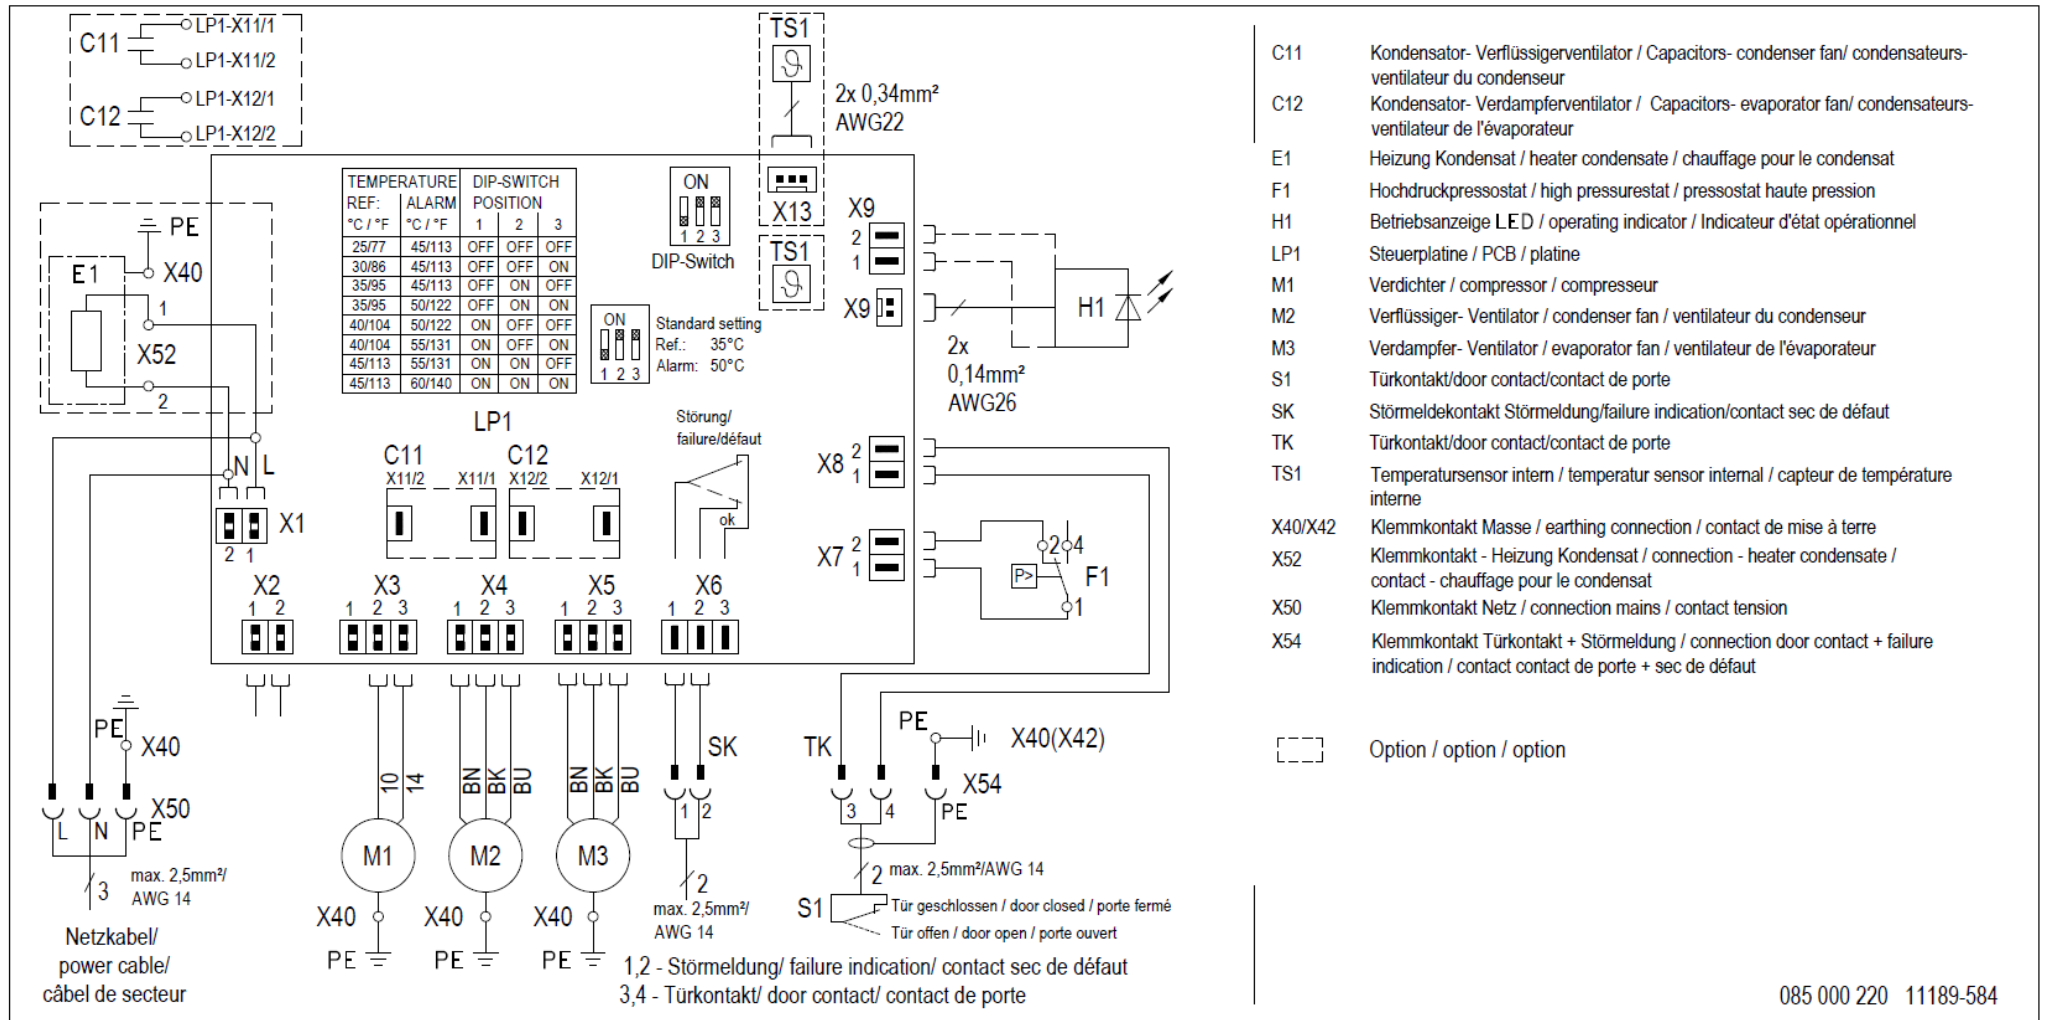 C11
LP1-X11/1
LP1-X11/2
C12
LP1-X12/1
LP1-X12/2
TS1
2x 0,34mm²
AWG22
TEMPERATURE DIP-SWITCH
REF: ALARM POSITION
°C / °F °C / °F 1 2 3
25/77 45/113 OFF OFF OFF
30/86 45/113 OFF OFF ON
35/95 45/113 OFF ON OFF
35/95 50/122 OFF ON ON
40/104 50/122 ON OFF OFF
40/104 55/131 ON OFF ON
45/113 55/131 ON ON OFF
45/113 60/140 ON ON ON
ON
1 2 3
DIP-Switch
X13
TS1
X9
2
1
X9
H1
2x
0,14mm²
AWG26
ON
1 2 3
Standard setting
Ref.: 35°C
Alarm: 50°C
PE
E1
X40
1
X52
2
N L
X1
2 1
LP1
C11
X11/2 X11/1
C12
X12/2 X12/1
Störung/
failure/défaut
ok
X8
2
1
X7
2
1
2 4
P>
F1
1
X2
1 2
X3
1 2 3
X4
1 2 3
X5
1 2 3
X6
1 2 3
PE
X40
X50
L N PE
3
max. 2,5mm²/
AWG 14
Netzkabel/
power cable/
câbel de secteur
10 14
M1
X40
PE
BN BK BU
M2
X40
PE
BN BK BU
M3
X40
PE
SK
1 2
2
max. 2,5mm²/
AWG 14
TK
3 4
PE
X40(X42)
X54
PE
2 max. 2,5mm²/AWG 14
S1
Tür geschlossen / door closed / porte fermé
Tür offen / door open / porte ouvert
1,2 - Störmeldung/ failure indication/ contact sec de défaut
3,4 - Türkontakt/ door contact/ contact de porte
C11 Kondensator- Verflüssigerventilator / Capacitors- condenser fan/ condensateurs-
ventilateur du condenseur
C12 Kondensator- Verdampferventilator / Capacitors- evaporator fan/ condensateurs-
ventilateur de l'évaporateur
E1 Heizung Kondensat / heater condensate / chauffage pour le condensat
F1 Hochdruckpressostat / high pressurestat / pressostat haute pression
H1 Betriebsanzeige LED / operating indicator / Indicateur d'état opérationnel
LP1 Steuerplatine / PCB / platine
M1 Verdichter / compressor / compresseur
M2 Verflüssiger- Ventilator / condenser fan / ventilateur du condenseur
M3 Verdampfer- Ventilator / evaporator fan / ventilateur de l'évaporateur
S1 Türkontakt/door contact/contact de porte
SK Störmeldekontakt Störmeldung/failure indication/contact sec de défaut
TK Türkontakt/door contact/contact de porte
TS1 Temperatursensor intern / temperatur sensor internal / capteur de température
interne
X40/X42 Klemmkontakt Masse / earthing connection / contact de mise à terre
X52 Klemmkontakt - Heizung Kondensat / connection - heater condensate /
contact - chauffage pour le condensat
X50 Klemmkontakt Netz / connection mains / contact tension
X54 Klemmkontakt Türkontakt + Störmeldung / connection door contact + failure
indication / contact contact de porte + sec de défaut
Option / option / option
085 000 220 11189-584